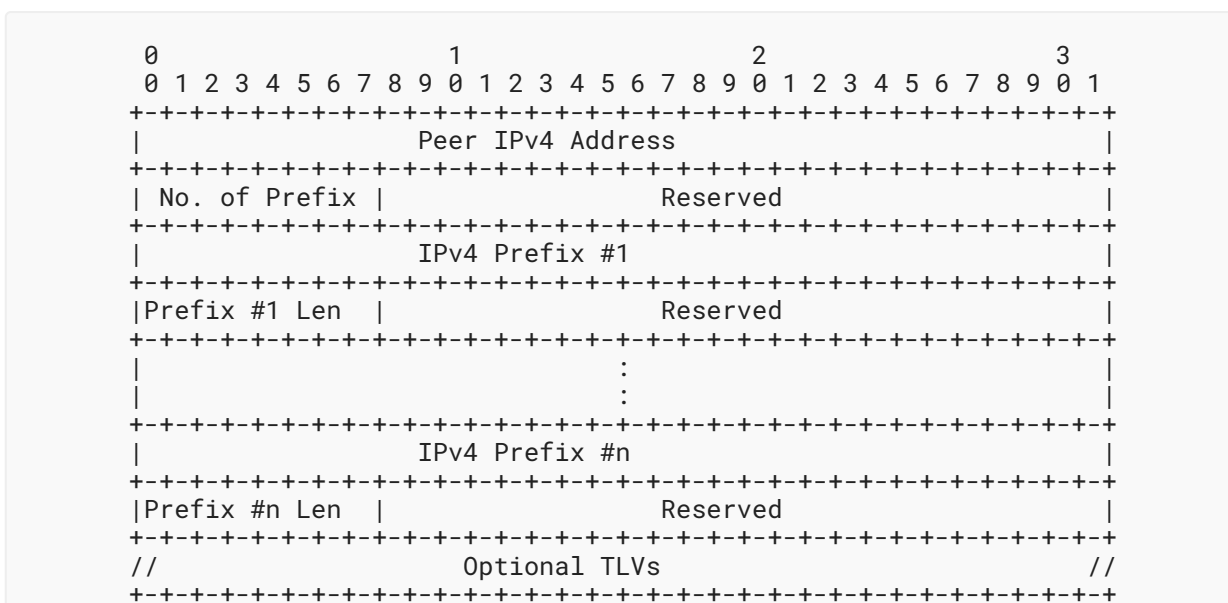 0                   1                   2                   3
 0 1 2 3 4 5 6 7 8 9 0 1 2 3 4 5 6 7 8 9 0 1 2 3 4 5 6 7 8 9 0 1
+-+-+-+-+-+-+-+-+-+-+-+-+-+-+-+-+-+-+-+-+-+-+-+-+-+-+-+-+-+-+-+-+
|                  Peer IPv4 Address                            |
+-+-+-+-+-+-+-+-+-+-+-+-+-+-+-+-+-+-+-+-+-+-+-+-+-+-+-+-+-+-+-+-+
| No. of Prefix |                  Reserved                     |
+-+-+-+-+-+-+-+-+-+-+-+-+-+-+-+-+-+-+-+-+-+-+-+-+-+-+-+-+-+-+-+-+
|                  IPv4 Prefix #1                               |
+-+-+-+-+-+-+-+-+-+-+-+-+-+-+-+-+-+-+-+-+-+-+-+-+-+-+-+-+-+-+-+-+
|Prefix #1 Len  |                  Reserved                     |
+-+-+-+-+-+-+-+-+-+-+-+-+-+-+-+-+-+-+-+-+-+-+-+-+-+-+-+-+-+-+-+-+
|                               :                               |
|                               :                               |
+-+-+-+-+-+-+-+-+-+-+-+-+-+-+-+-+-+-+-+-+-+-+-+-+-+-+-+-+-+-+-+-+
|                  IPv4 Prefix #n                               |
+-+-+-+-+-+-+-+-+-+-+-+-+-+-+-+-+-+-+-+-+-+-+-+-+-+-+-+-+-+-+-+-+
|Prefix #n Len  |                  Reserved                     |
+-+-+-+-+-+-+-+-+-+-+-+-+-+-+-+-+-+-+-+-+-+-+-+-+-+-+-+-+-+-+-+-+
//                    Optional TLVs                            //
+-+-+-+-+-+-+-+-+-+-+-+-+-+-+-+-+-+-+-+-+-+-+-+-+-+-+-+-+-+-+-+-+